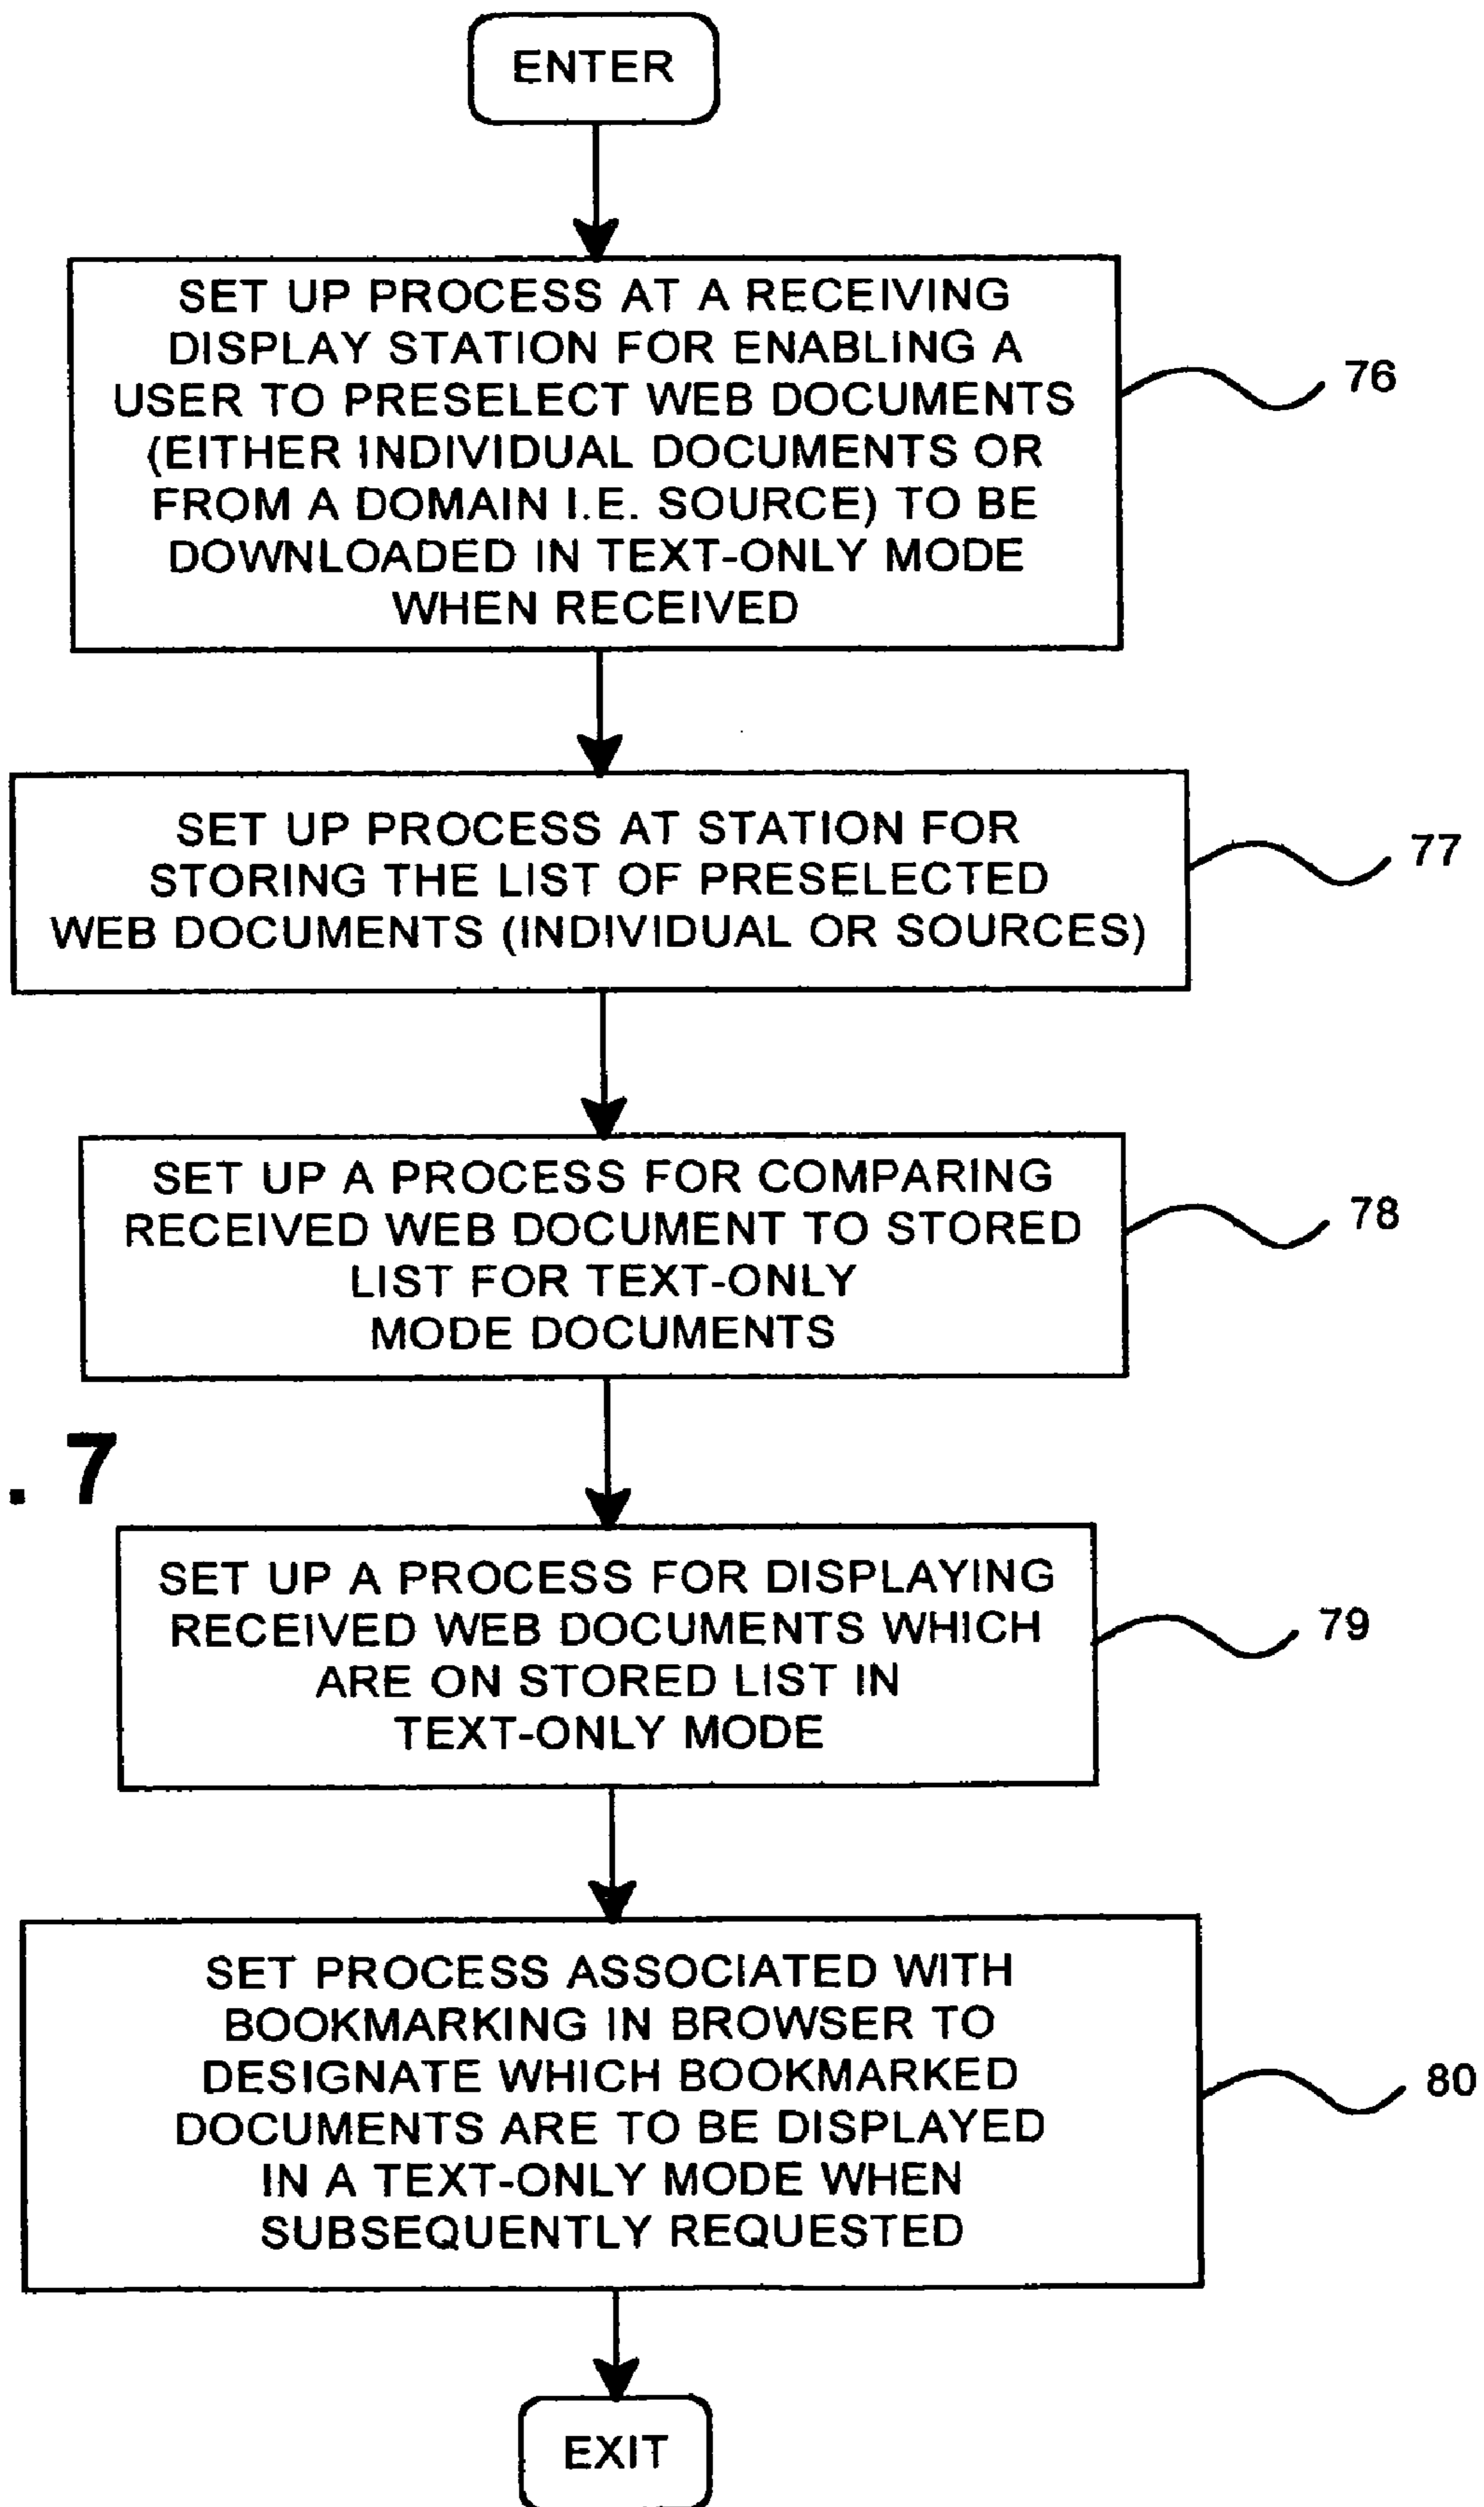 ENTER
SET UP PROCESS AT A RECEIVING
DISPLAY STATION FOR ENABLING A
USER TO PRESELECT WEB DOCUMENTS
(EITHER INDIVIDUAL DOCUMENTS OR
FROM A DOMAIN I.E. SOURCE) TO BE
DOWNLOADED IN TEXT-ONLY MODE
WHEN RECEIVED
76
SET UP PROCESS AT STATION FOR
STORING THE LIST OF PRESELECTED
WEB DOCUMENTS (INDIVIDUAL OR SOURCES)
77
SET UP A PROCESS FOR COMPARING
RECEIVED WEB DOCUMENT TO STORED
LIST FOR TEXT-ONLY
MODE DOCUMENTS
78
. 7
SET UP A PROCESS FOR DISPLAYING
RECEIVED WEB DOCUMENTS WHICH
ARE ON STORED LIST IN
TEXT-ONLY MODE
79
SET PROCESS ASSOCIATED WITH
BOOKMARKING IN BROWSER TO
DESIGNATE WHICH BOOKMARKED
DOCUMENTS ARE TO BE DISPLAYED
IN A TEXT-ONLY MODE WHEN
SUBSEQUENTLY REQUESTED
80
EXIT